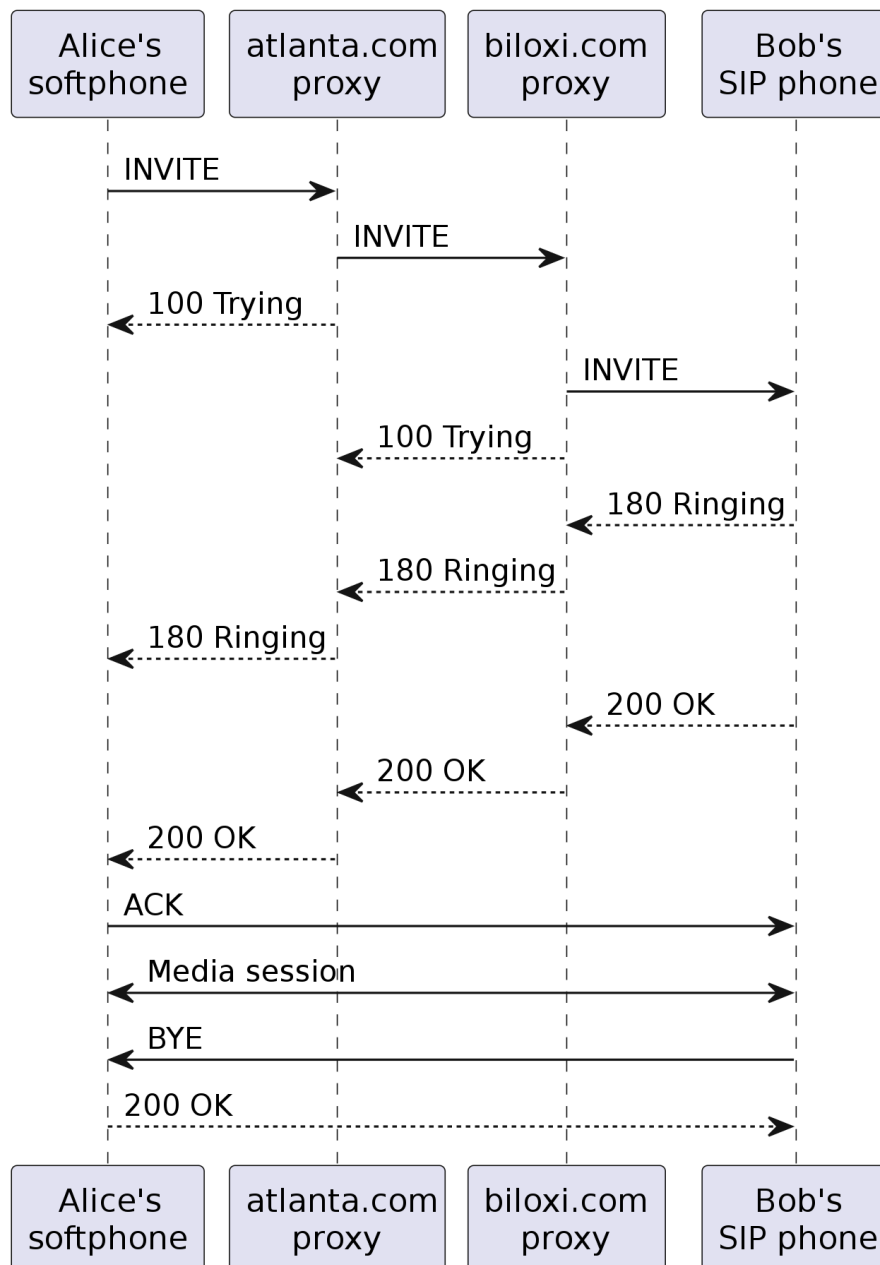 Alice's
softphone
atlanta.com
proxy
biloxi.com
proxy
Bob's
SIP phone
INVITE
INVITE
100 Trying
INVITE
100 Trying
180 Ringing
180 Ringing
180 Ringing
200 OK
200 OK
200 OK
ACK
Media session
BYE
200 OK
Alice's
softphone
atlanta.com
proxy
biloxi.com
proxy
Bob's
SIP phone